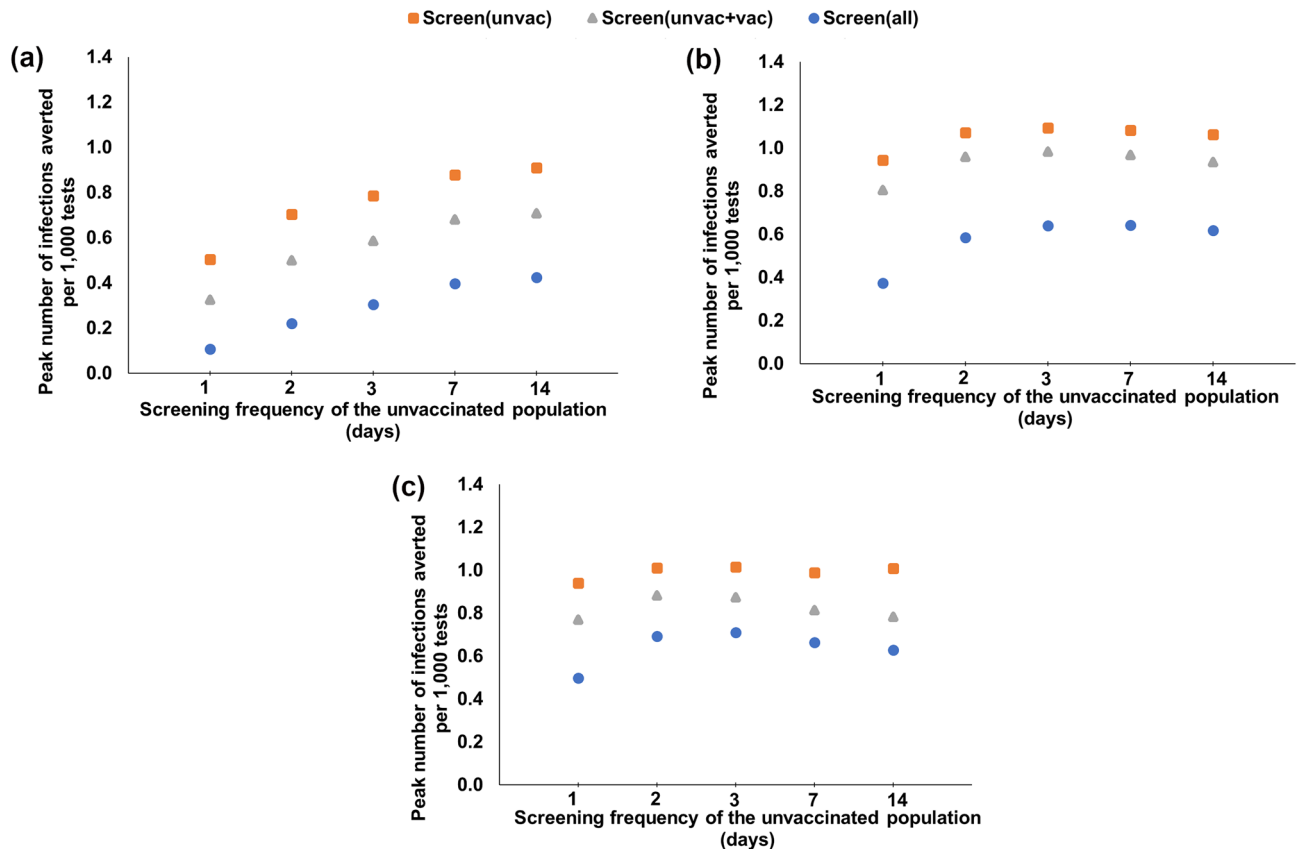 Screen(unvac) Screen(unvac+vac) Screen(all)
(a)
Peak number of infections averted
per 1,000 tests
1.4
1.2
1.0
0.8
0.6
0.4
0.2
0.0
1 2 3 7 14
Screening frequency of the unvaccinated population
(days)
(b)
Peak number of infections averted
per 1,000 tests
1.4
1.2
1.0
0.8
0.6
0.4
0.2
0.0
1 2 3 7 14
Screening frequency of the unvaccinated population
(days)
(c)
Peak number of infections averted
per 1,000 tests
1.4
1.2
1.0
0.8
0.6
0.4
0.2
0.0
1 2 3 7 14
Screening frequency of the unvaccinated population
(days)